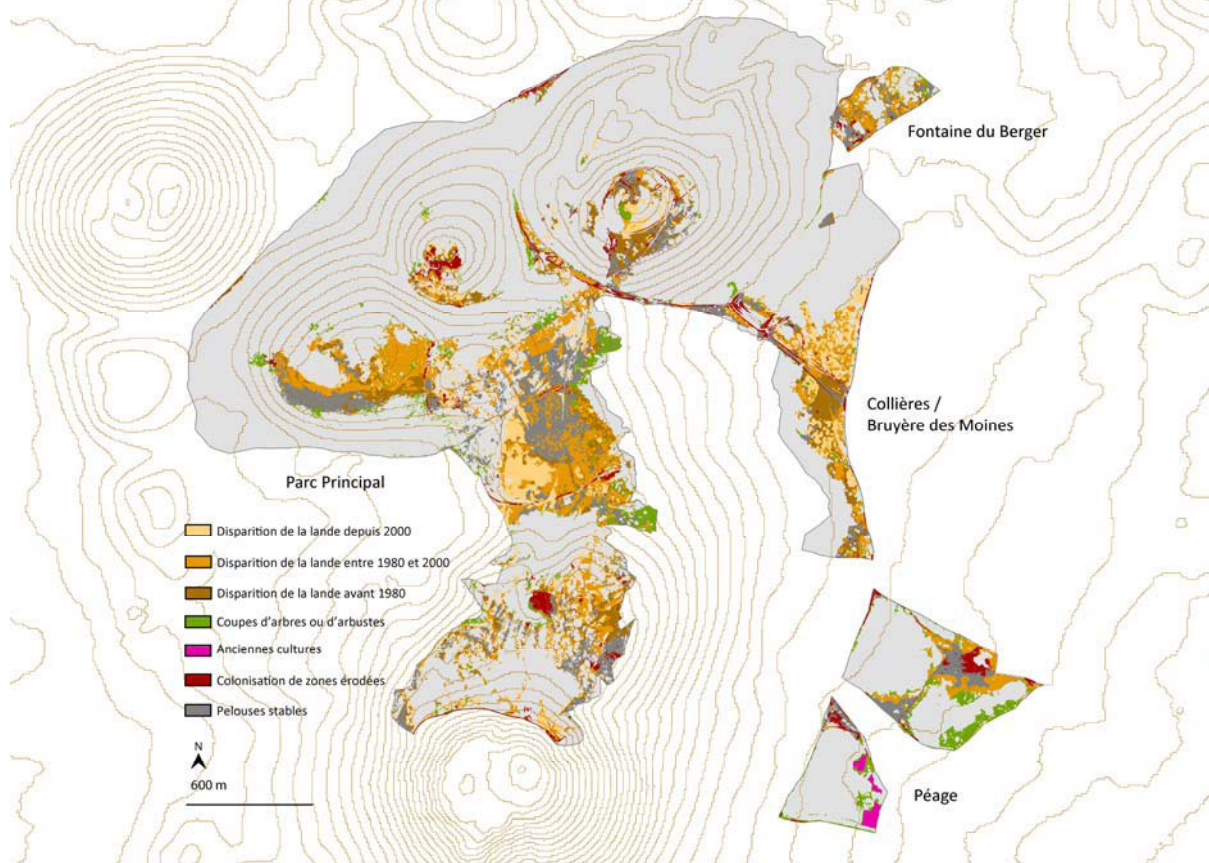 Fontaine du Berger
Collières /
Bruyère des Moines
Parc Principal
Disparition de la lande depuis 2000
Disparition de la lande entre 1980 et 2000
Disparition de la lande avant 1980
Coupes d'arbres ou d'arbustes
Anciennes cultures
Colonisation de zones érodées
Pelouses stables
N
600 m
Péage